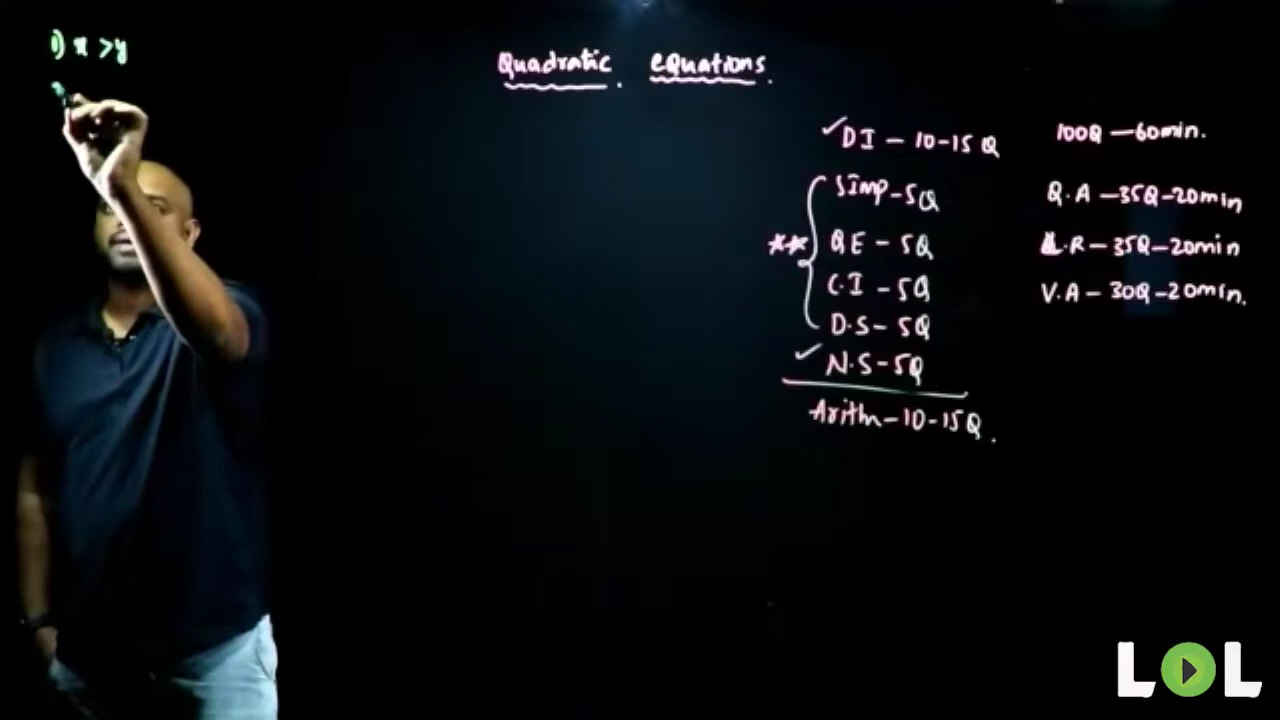 1) x > y
Quadratic equations.
✓DI - 10-15 Q
Simp - 5Q
** QE - 5Q
C.I - 5Q
D.S - 5Q
✓ N.S - 5Q
Arith - 10-15Q.
100Q - 60min.
Q.A - 35Q - 20min
L.R - 35Q - 20min
V.A - 30Q - 20min.
LOL